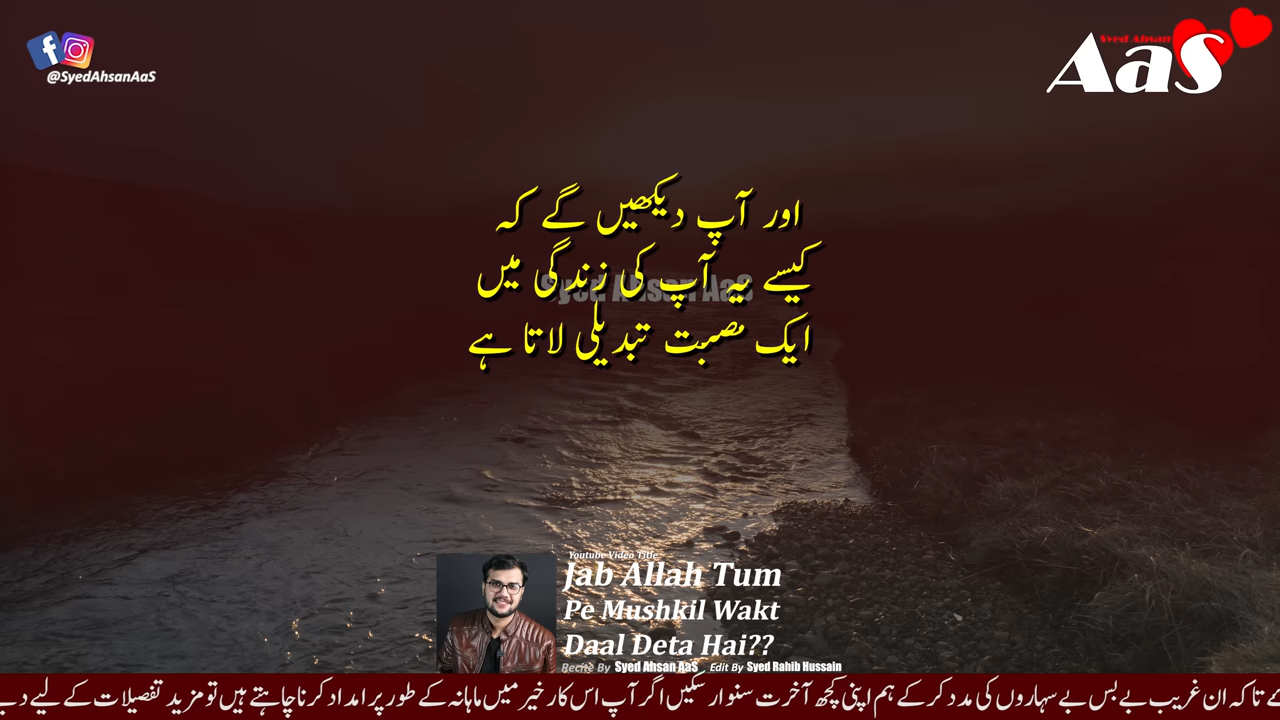 @SyedAhsanAaS
Syed Ahsan
AaS
اور آپ دیکھیں گے کہ
کیسے یہ آپ کی زندگی میں
Syed Ahsan AaS
ایک مصبت تبدیلی لاتا ہے
Youtube Video Title
Jab Allah Tum
Pe Mushkil Wakt
Daal Deta Hai??
Recite By Syed Ahsan AaS Edit By Syed Rahib Hussain
تاکہ ان غریب بے بس بے سہاروں کی مدد کر کے ہم اپنی کچھ آخرت سنوار سکیں اگر آپ اس کار خیر میں ماہانہ کے طور پر امداد کرنا چاہتے ہیں تو مزید تفصیلات کے لیے